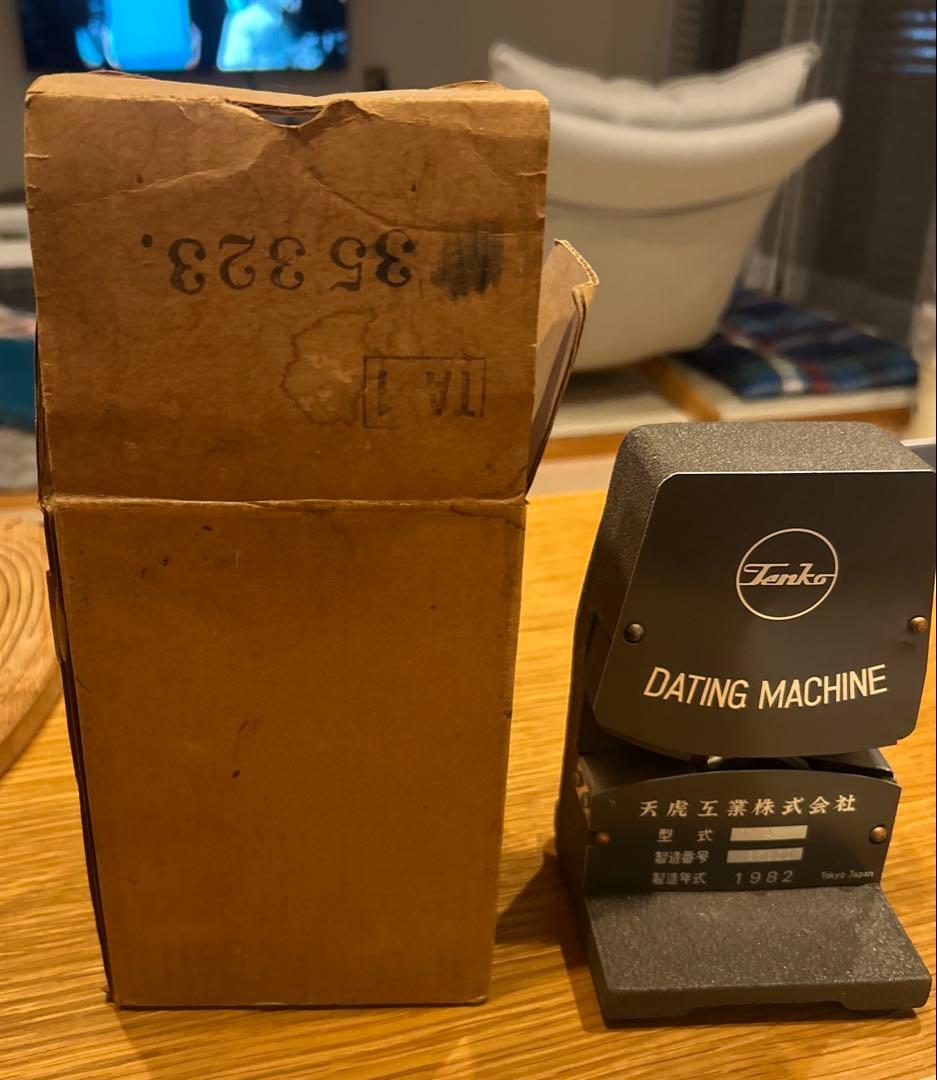 35 323.
TA 1
Tenko
DATING MACHINE
天虎工業株式会社
型式
製造番号
製造年式 1982 Tokyo Japan